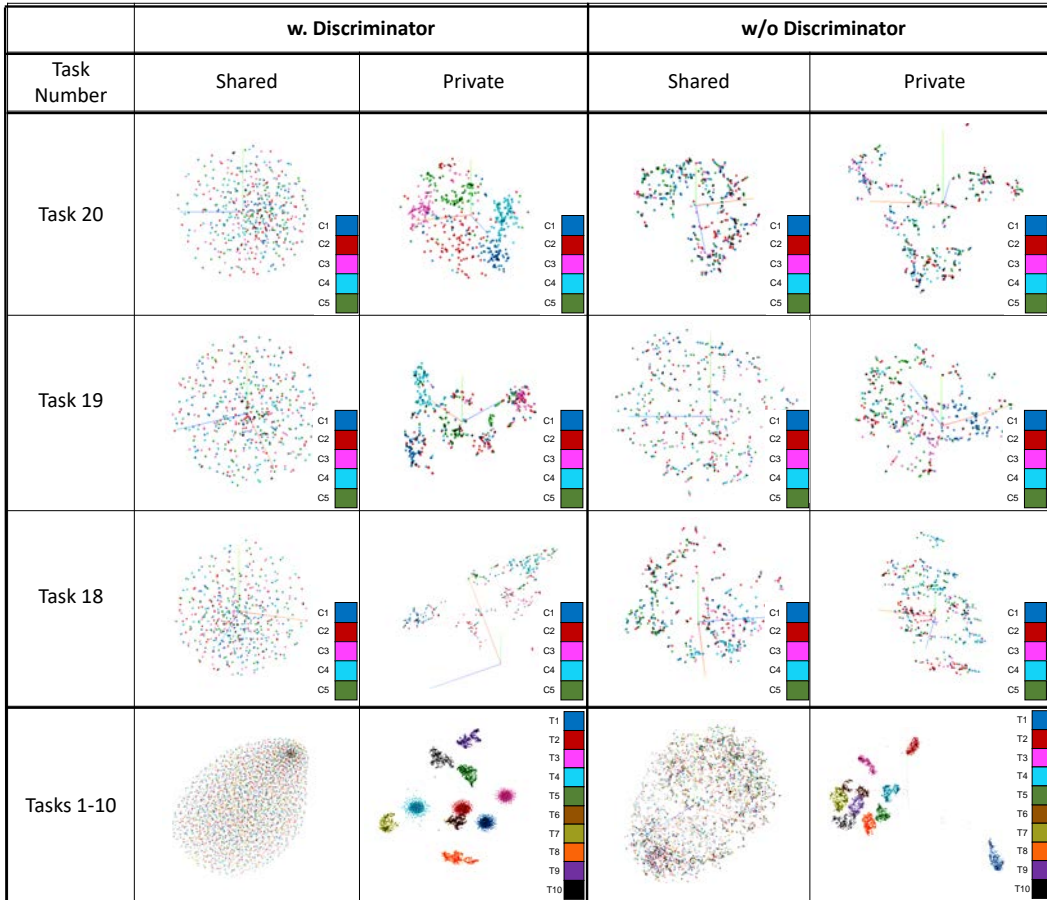 w. Discriminator
w/o Discriminator
Task
Number
Shared
Private
Shared
Private
Task 20
C1
C2
C3
C4
C5
C1
C2
C3
C4
C5
C1
C2
C3
C4
C5
C1
C2
C3
C4
C5
Task 19
C1
C2
C3
C4
C5
C1
C2
C3
C4
C5
C1
C2
C3
C4
C5
C1
C2
C3
C4
C5
Task 18
C1
C2
C3
C4
C5
C1
C2
C3
C4
C5
C1
C2
C3
C4
C5
C1
C2
C3
C4
C5
Tasks 1-10
T1
T2
T3
T4
T5
T6
T7
T8
T9
T10
T1
T2
T3
T4
T5
T6
T7
T8
T9
T10